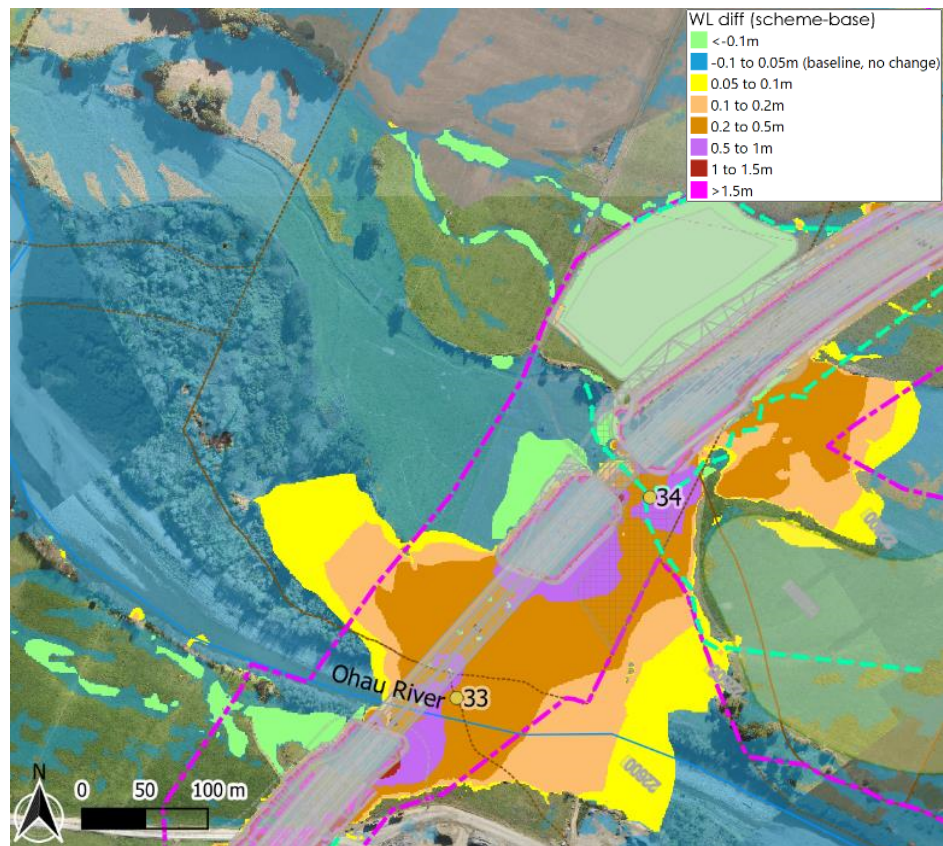 WL diff (scheme-base)
<-0.1m
-0.1 to 0.05m (baseline, no change)
0.05 to 0.1m
0.1 to 0.2m
0.2 to 0.5m
0.5 to 1m
1 to 1.5m
>1.5m
34
Ohau River
33
22800
N
0 50 100 m